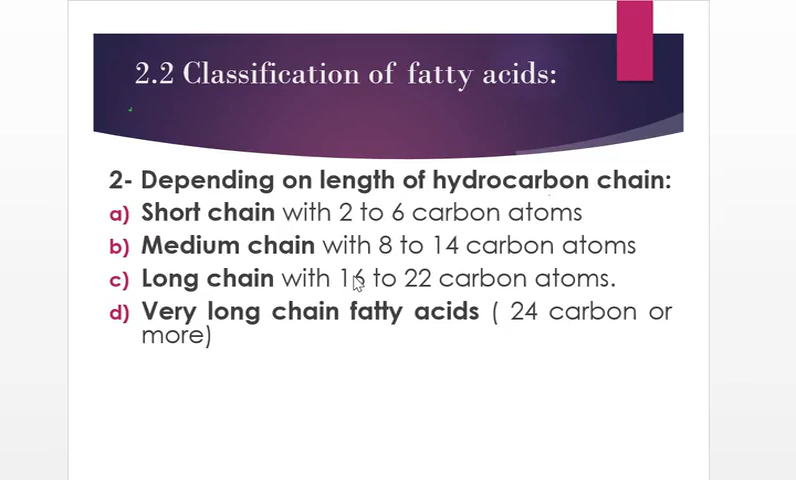 2.2 Classification of fatty acids:
2- Depending on length of hydrocarbon chain:
a) Short chain with 2 to 6 carbon atoms
b) Medium chain with 8 to 14 carbon atoms
c) Long chain with 16 to 22 carbon atoms.
d) Very long chain fatty acids ( 24 carbon or
more)